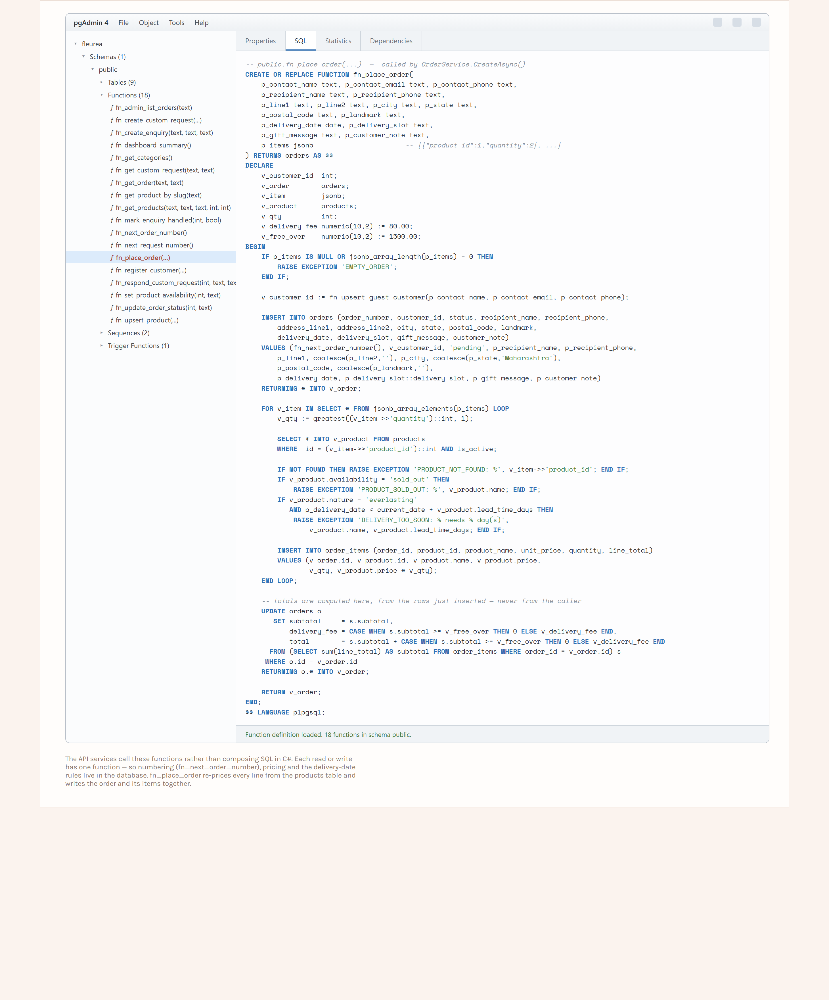 pgAdmin 4 File Object Tools Help
fleurea
Schemas (1)
public
Tables (9)
Functions (18)
ƒ fn_admin_list_orders(text)
ƒ fn_create_custom_request(...)
ƒ fn_create_enquiry(text, text, text)
ƒ fn_dashboard_summary()
ƒ fn_get_categories()
ƒ fn_get_custom_request(text, text)
ƒ fn_get_order(text, text)
ƒ fn_get_product_by_slug(text)
ƒ fn_get_products(text, text, text, int, int)
ƒ fn_mark_enquiry_handled(int, bool)
ƒ fn_next_order_number()
ƒ fn_next_request_number()
ƒ fn_place_order(...)
ƒ fn_register_customer(...)
ƒ fn_respond_custom_request(int, text, tex
ƒ fn_set_product_availability(int, text)
ƒ fn_update_order_status(int, text)
ƒ fn_upsert_product(...)
Sequences (2)
Trigger Functions (1)
Properties SQL Statistics Dependencies
-- public.fn_place_order(...) — called by OrderService.CreateAsync()
CREATE OR REPLACE FUNCTION fn_place_order(
    p_contact_name text, p_contact_email text, p_contact_phone text,
    p_recipient_name text, p_recipient_phone text,
    p_line1 text, p_line2 text, p_city text, p_state text,
    p_postal_code text, p_landmark text,
    p_delivery_date date, p_delivery_slot text,
    p_gift_message text, p_customer_note text,
    p_items jsonb                       -- [{"product_id":1,"quantity":2}, ...]
) RETURNS orders AS $$
DECLARE
    v_customer_id  int;
    v_order        orders;
    v_item         jsonb;
    v_product      products;
    v_qty          int;
    v_delivery_fee numeric(10,2) := 80.00;
    v_free_over    numeric(10,2) := 1500.00;
BEGIN
    IF p_items IS NULL OR jsonb_array_length(p_items) = 0 THEN
        RAISE EXCEPTION 'EMPTY_ORDER';
    END IF;
    v_customer_id := fn_upsert_guest_customer(p_contact_name, p_contact_email, p_contact_phone);
    INSERT INTO orders (order_number, customer_id, status, recipient_name, recipient_phone,
        address_line1, address_line2, city, state, postal_code, landmark,
        delivery_date, delivery_slot, gift_message, customer_note)
    VALUES (fn_next_order_number(), v_customer_id, 'pending', p_recipient_name, p_recipient_phone,
        p_line1, coalesce(p_line2,''), p_city, coalesce(p_state,'Maharashtra'),
        p_postal_code, coalesce(p_landmark,''),
        p_delivery_date, p_delivery_slot::delivery_slot, p_gift_message, p_customer_note)
    RETURNING * INTO v_order;
    FOR v_item IN SELECT * FROM jsonb_array_elements(p_items) LOOP
        v_qty := greatest((v_item->>'quantity')::int, 1);
        SELECT * INTO v_product FROM products
        WHERE  id = (v_item->>'product_id')::int AND is_active;
        IF NOT FOUND THEN RAISE EXCEPTION 'PRODUCT_NOT_FOUND: %', v_item->>'product_id'; END IF;
        IF v_product.availability = 'sold_out' THEN
            RAISE EXCEPTION 'PRODUCT_SOLD_OUT: %', v_product.name; END IF;
        IF v_product.nature = 'everlasting'
           AND p_delivery_date < current_date + v_product.lead_time_days THEN
            RAISE EXCEPTION 'DELIVERY_TOO_SOON: % needs % day(s)',
                v_product.name, v_product.lead_time_days; END IF;
        INSERT INTO order_items (order_id, product_id, product_name, unit_price, quantity, line_total)
        VALUES (v_order.id, v_product.id, v_product.name, v_product.price,
                v_qty, v_product.price * v_qty);
    END LOOP;
    -- totals are computed here, from the rows just inserted — never from the caller
    UPDATE orders o
       SET subtotal     = s.subtotal,
           delivery_fee = CASE WHEN s.subtotal >= v_free_over THEN 0 ELSE v_delivery_fee END,
           total        = s.subtotal + CASE WHEN s.subtotal >= v_free_over THEN 0 ELSE v_delivery_fee END
      FROM (SELECT sum(line_total) AS subtotal FROM order_items WHERE order_id = v_order.id) s
     WHERE o.id = v_order.id
    RETURNING o.* INTO v_order;
    RETURN v_order;
END;
$$ LANGUAGE plpgsql;
Function definition loaded. 18 functions in schema public.
The API services call these functions rather than composing SQL in C#. Each read or write
has one function — so numbering (fn_next_order_number), pricing and the delivery-date
rules live in the database. fn_place_order re-prices every line from the products table and
writes the order and its items together.